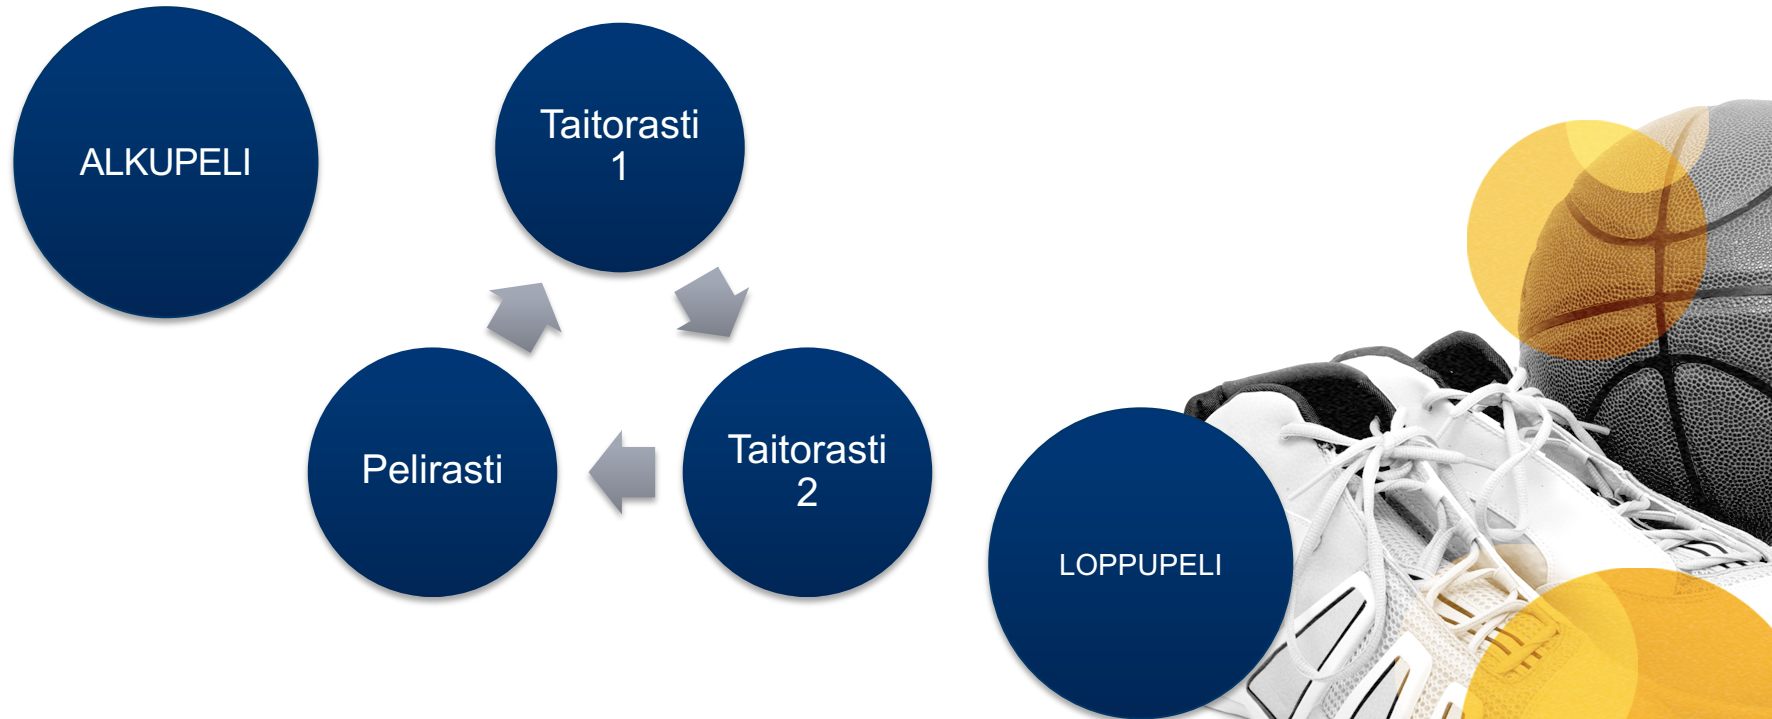 ALKUPELI
Taitorasti
1
Taitorasti
2
Pelirasti
LOPPUPELI